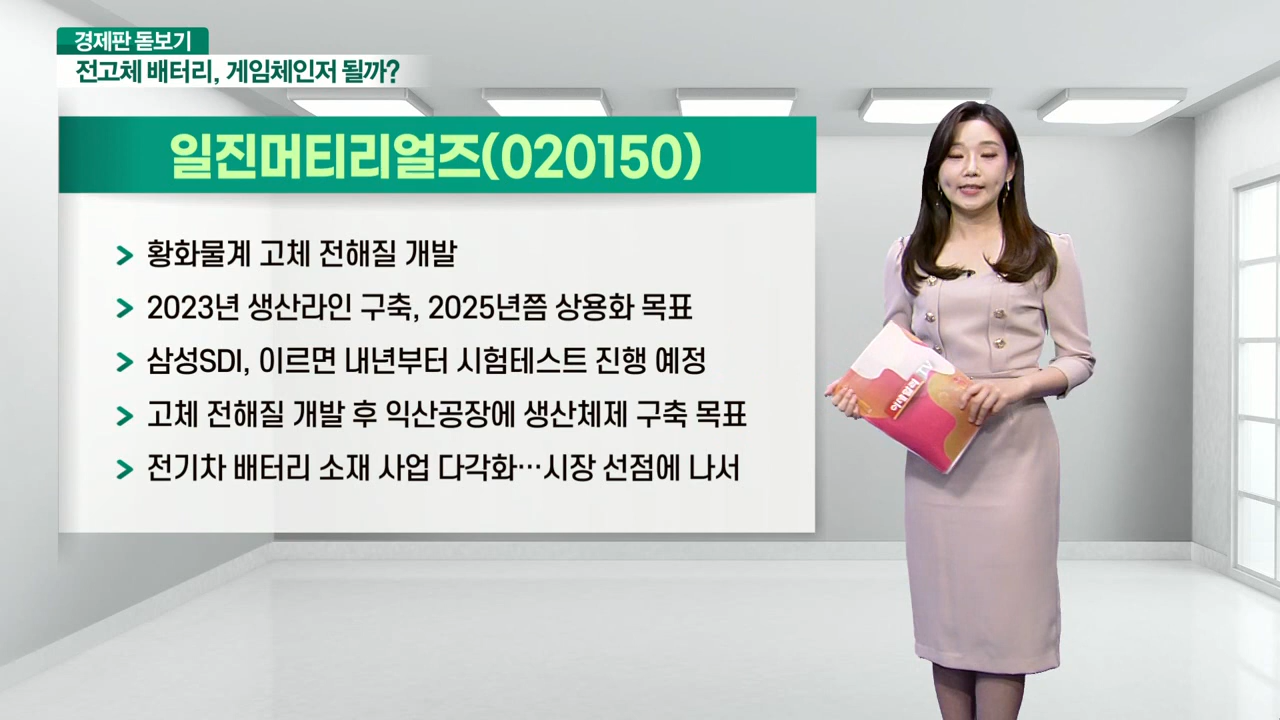 경제판 돋보기
전고체 배터리, 게임체인저 될까?
일진머티리얼즈(020150)
황화물계 고체 전해질 개발
2023년 생산라인 구축, 2025년쯤 상용화 목표
삼성SDI, 이르면 내년부터 시험테스트 진행 예정
고체 전해질 개발 후 익산공장에 생산체제 구축 목표
전기차 배터리 소재 사업 다각화…시장 선점에 나서
이데일리 TV